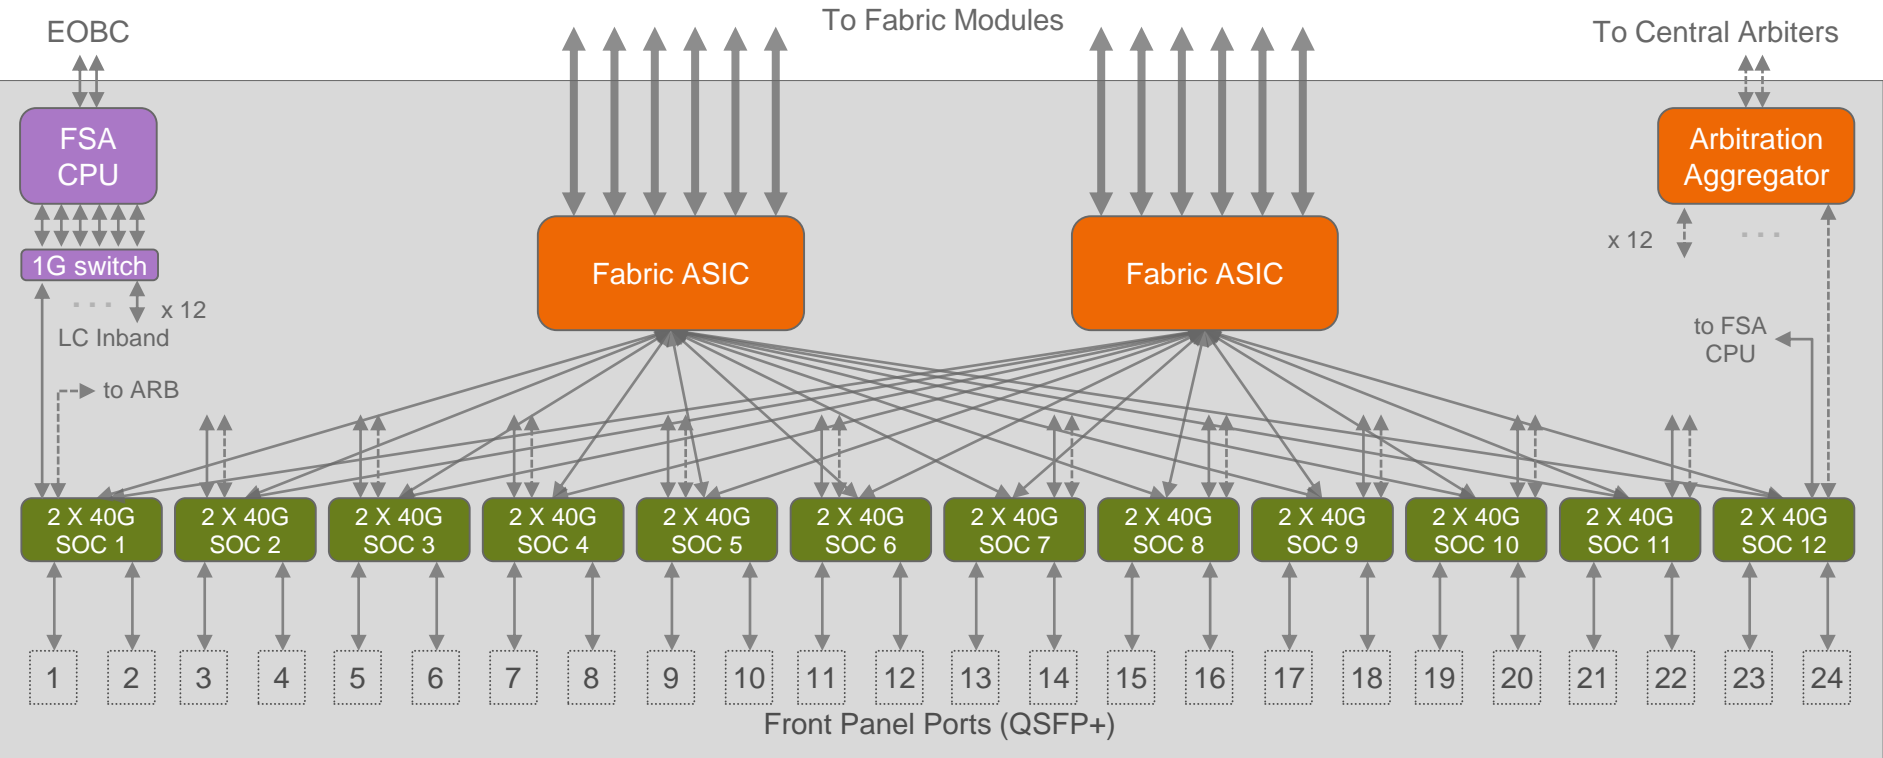 To Fabric Modules
EOBC
To Central Arbiters
FSA
CPU
Arbitration
Aggregator
x 12
. . .
1G switch
Fabric ASIC
Fabric ASIC
. . .
x 12
LC Inband
to FSA
CPU
to ARB
2 X 40G
SOC 1
2 X 40G
SOC 2
2 X 40G
SOC 3
2 X 40G
SOC 4
2 X 40G
SOC 5
2 X 40G
SOC 6
2 X 40G
SOC 7
2 X 40G
SOC 8
2 X 40G
SOC 9
2 X 40G
SOC 10
2 X 40G
SOC 11
2 X 40G
SOC 12
1 2 3 4 5 6 7 8 9 10 11 12 13 14 15 16 17 18 19 20 21 22 23 24
Front Panel Ports (QSFP+)